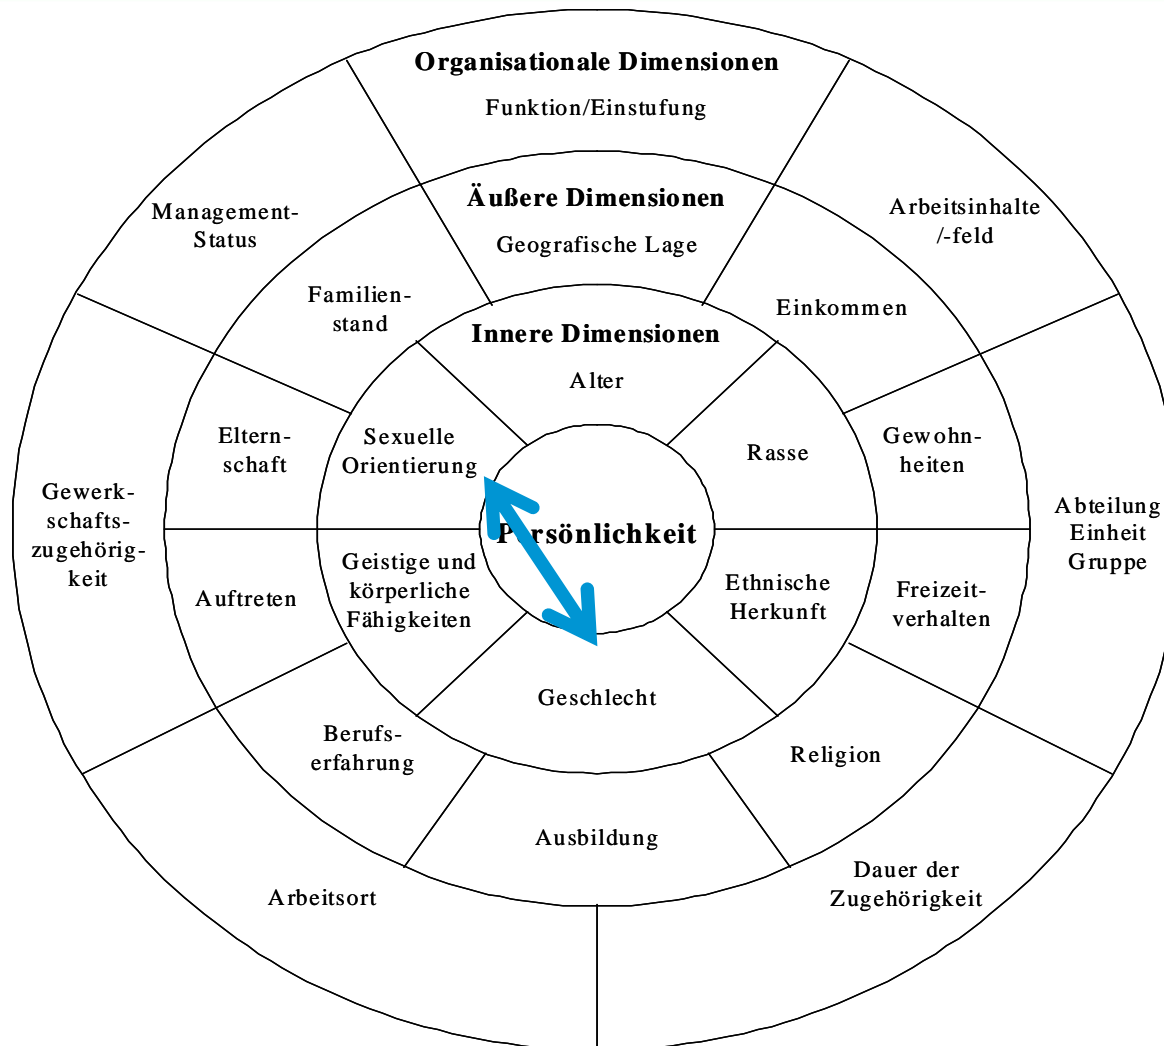 Organisationale Dimensionen
Funktion/Einstufung
Äußere Dimensionen
Geografische Lage
Innere Dimensionen
Alter
Persönlichkeit
Management-
Status
Arbeitsinhalte
/-feld
Familien-
stand
Einkommen
Eltern-
schaft
Sexuelle
Orientierung
Rasse
Gewohn-
heiten
Gewerk-
schafts-
zugehörig-
keit
Abteilung
Einheit
Gruppe
Auftreten
Geistige und
körperliche
Fähigkeiten
Ethnische
Herkunft
Freizeit-
verhalten
Geschlecht
Berufs-
erfahrung
Religion
Ausbildung
Arbeitsort
Dauer der
Zugehörigkeit